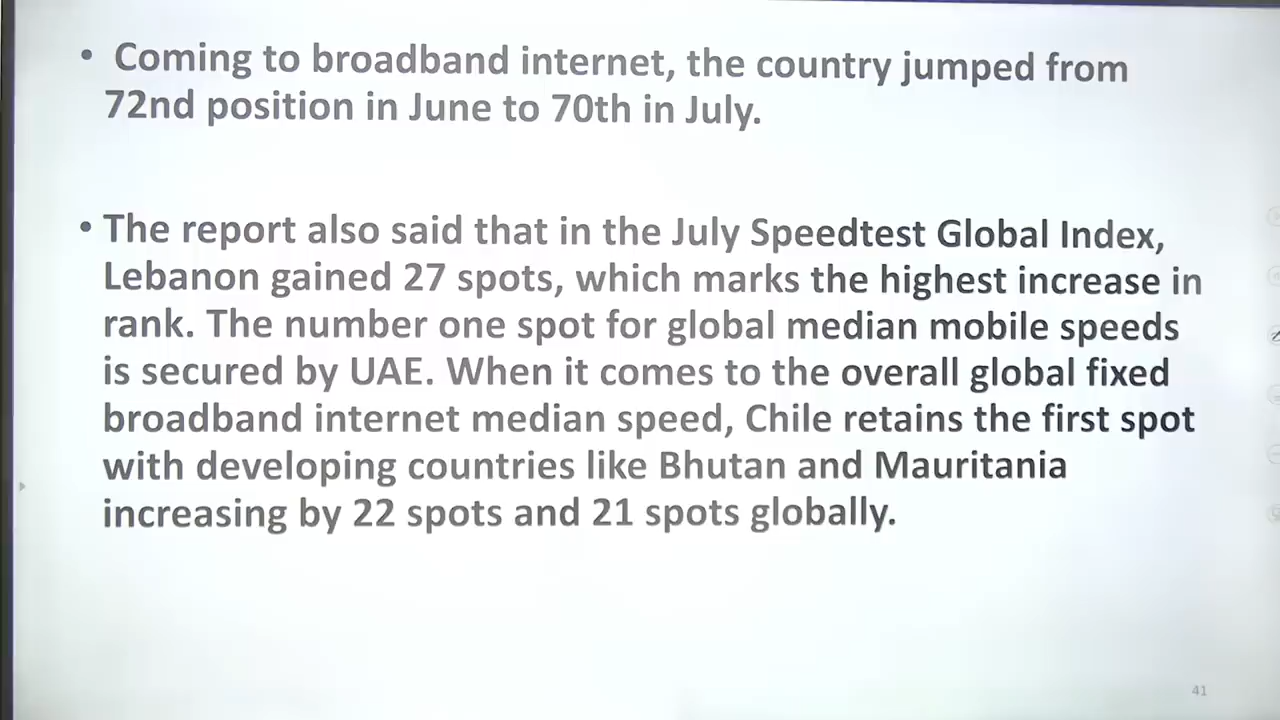 • Coming to broadband internet, the country jumped from
72nd position in June to 70th in July.
• The report also said that in the July Speedtest Global Index,
Lebanon gained 27 spots, which marks the highest increase in
rank. The number one spot for global median mobile speeds
is secured by UAE. When it comes to the overall global fixed
broadband internet median speed, Chile retains the first spot
with developing countries like Bhutan and Mauritania
increasing by 22 spots and 21 spots globally.
41